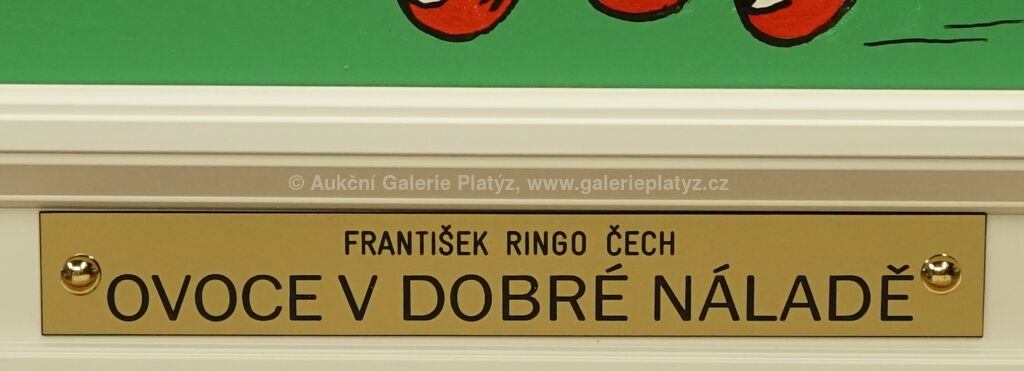 © Aukční Galerie Platýz, www.galerieplatyz.cz
FRANTIŠEK RINGO ČECH
OVOCE V DOBRÉ NÁLADĚ